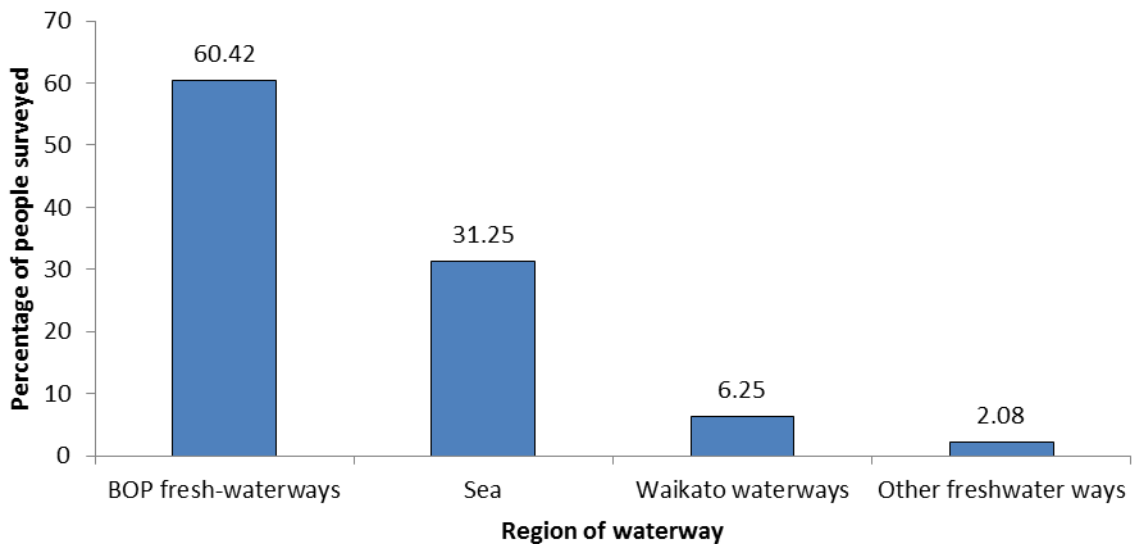 Percentage of people surveyed
70
60
50
40
30
20
10
0
60.42
31.25
6.25
2.08
BOP fresh-waterways
Sea
Waikato waterways
Other freshwater ways
Region of waterway